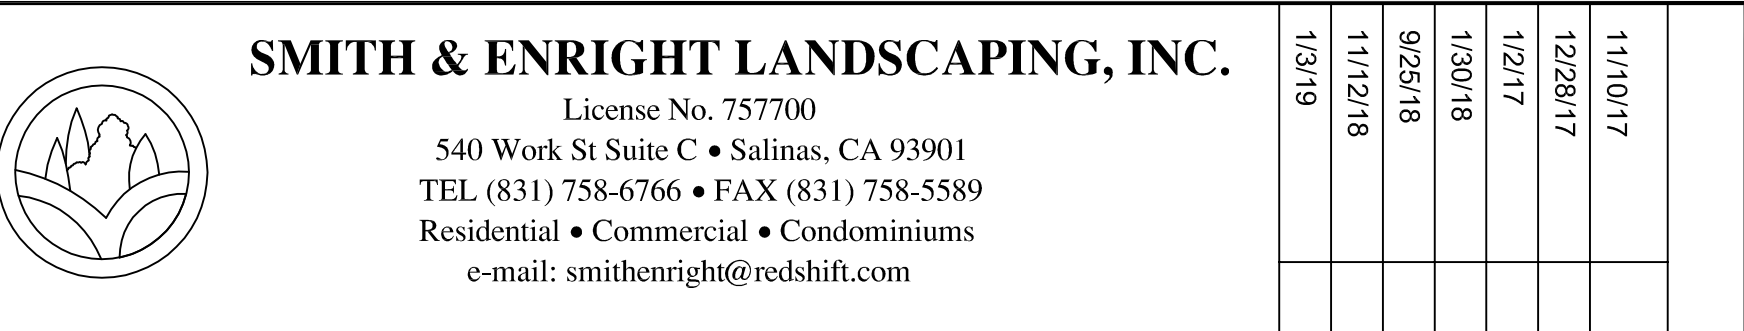 SMITH & ENRIGHT LANDSCAPING, INC.
License No. 757700
540 Work St Suite C • Salinas, CA 93901
TEL (831) 758-6766 • FAX (831) 758-5589
Residential • Commercial • Condominiums
e-mail: smithenright@redshift.com
1/3/19
11/12/18
9/25/18
1/30/18
1/2/17
12/28/17
11/10/17